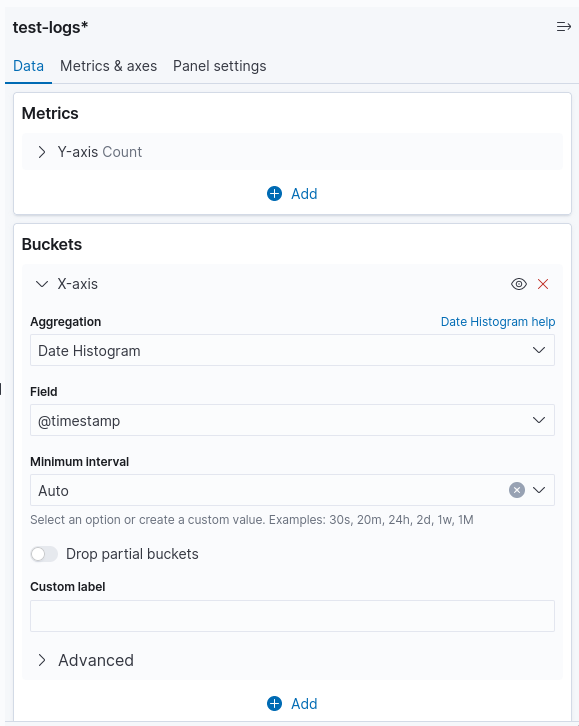 test-logs*
Data Metrics & axes Panel settings
Metrics
Y-axis Count
Add
Buckets
X-axis
Aggregation Date Histogram help
Date Histogram
Field
@timestamp
Minimum interval
Auto
Select an option or create a custom value. Examples: 30s, 20m, 24h, 2d, 1w, 1M
Drop partial buckets
Custom label
Advanced
Add